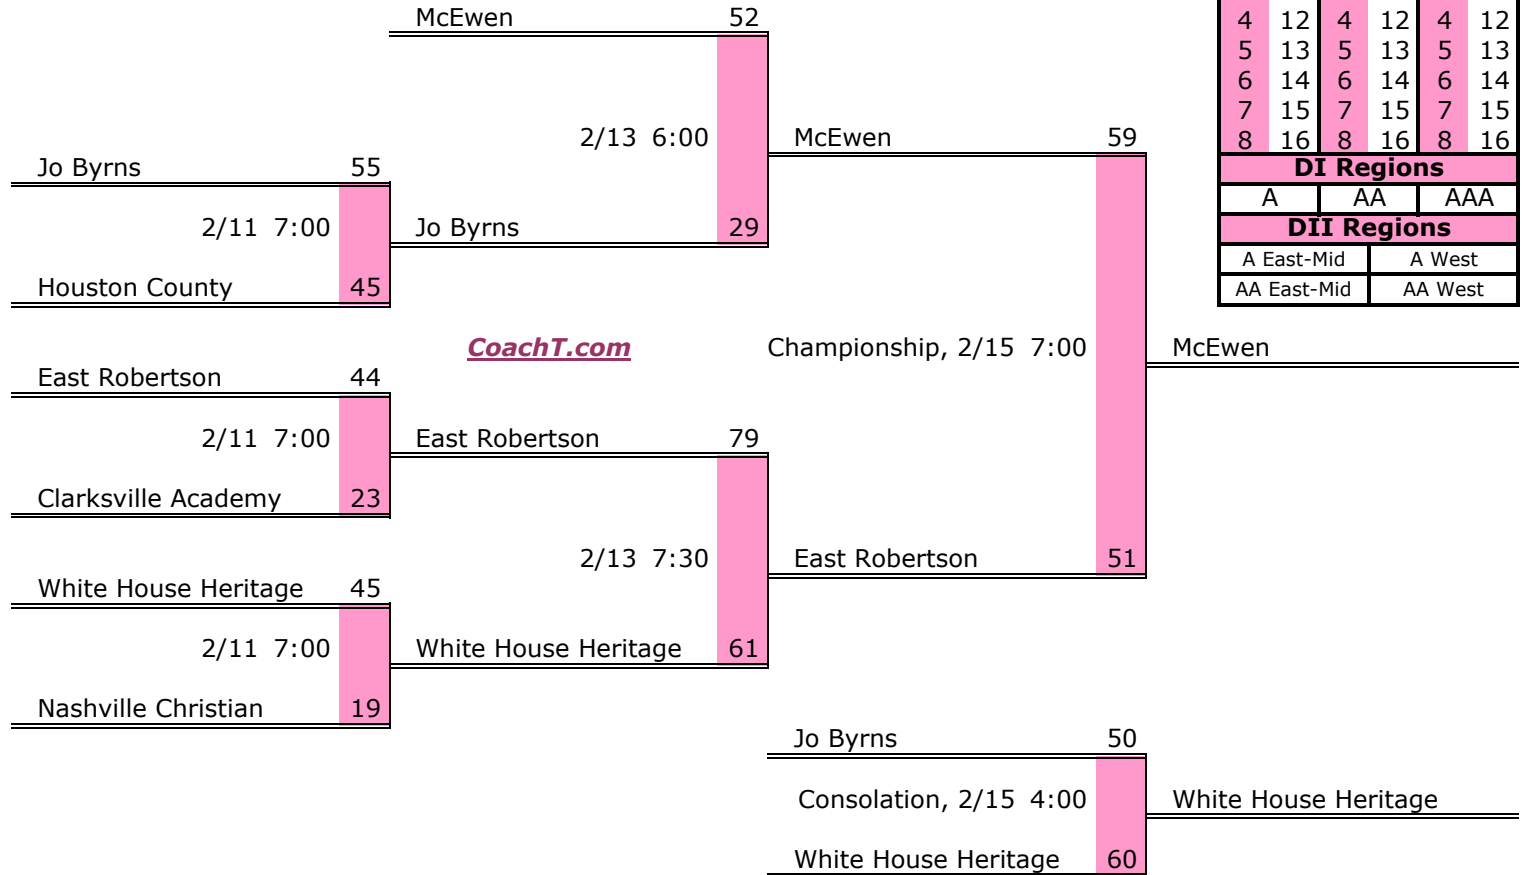 McEwen 52
4 12 4 12 4 12
5 13 5 13 5 13
6 14 6 14 6 14
7 15 7 15 7 15
2/13 6:00 McEwen 59
8 16 8 16 8 16
Jo Byrns 55
DI Regions
A AA AAA
2/11 7:00 Jo Byrns 29
DII Regions
A East-Mid A West
Houston County 45
AA East-Mid AA West
CoachT.com Championship, 2/15 7:00 McEwen
East Robertson 44
2/11 7:00 East Robertson 79
Clarksville Academy 23
2/13 7:30 East Robertson 51
White House Heritage 45
2/11 7:00 White House Heritage 61
Nashville Christian 19
Jo Byrns 50
Consolation, 2/15 4:00 White House Heritage
White House Heritage 60